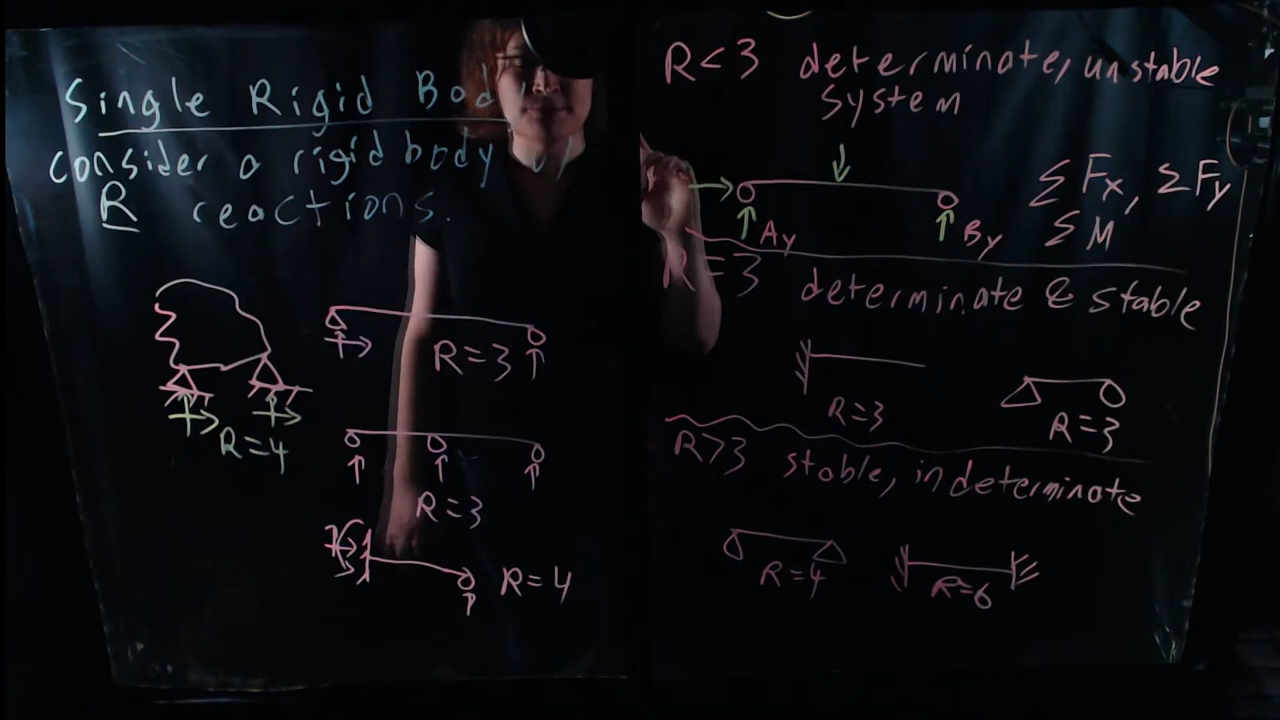 Single Rigid Body
consider a rigid body w/
R reactions.
R=4
R=3
R=3
R=4
R<3 determinate, unstable
system
ΣFx, ΣFy
ΣM
Ay
By
R=3 determinate & stable
R=3
R=3
R>3 stable, indeterminate
R=4
R=6